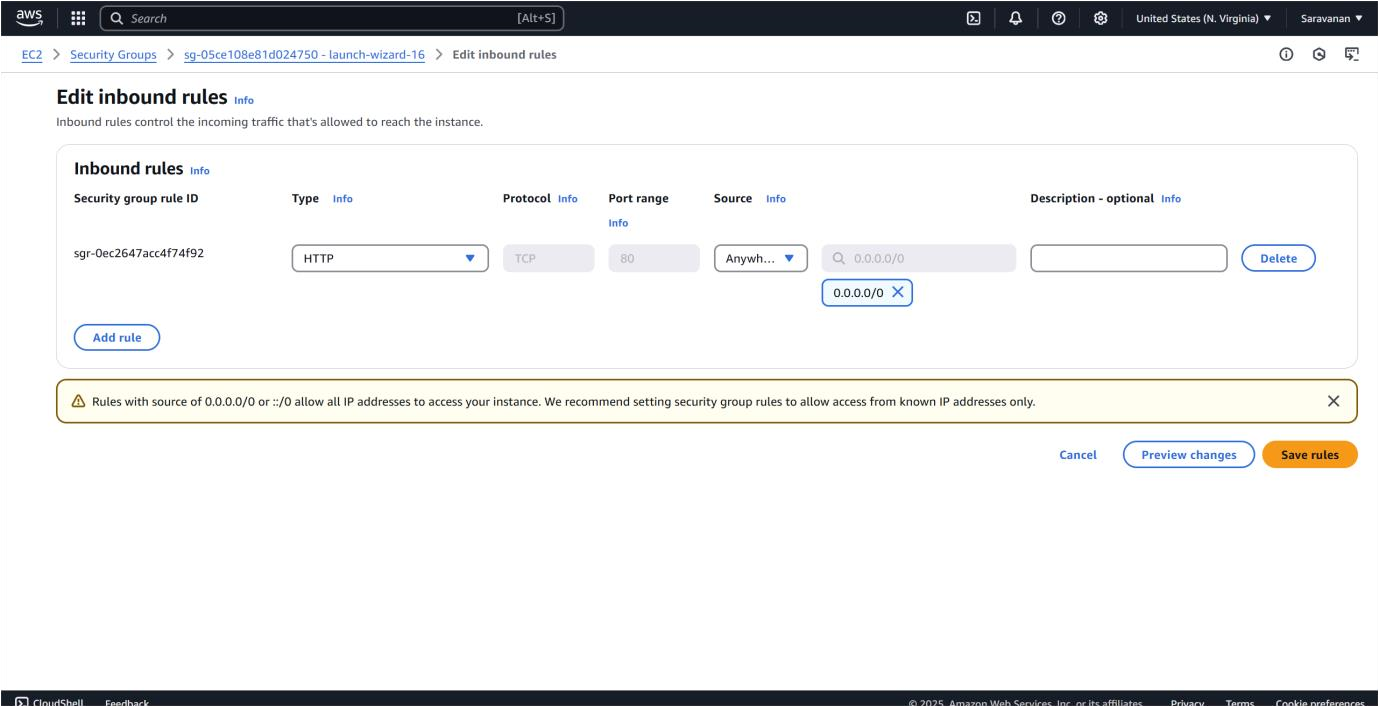 aws Search [Alt+S] United States (N. Virginia) Saravanan
EC2 Security Groups sg-05ce108e81d024750 - launch-wizard-16 Edit inbound rules
Edit inbound rules Info
Inbound rules control the incoming traffic that's allowed to reach the instance.
Inbound rules Info
Security group rule ID Type Info Protocol Info Port range Source Info Description - optional Info
Info
sgr-0ec2647acc4f74f92 HTTP TCP 80 Anywh... 0.0.0.0/0 Delete
0.0.0.0/0
Add rule
Rules with source of 0.0.0.0/0 or ::/0 allow all IP addresses to access your instance. We recommend setting security group rules to allow access from known IP addresses only.
Cancel Preview changes Save rules
CloudShell Feedback © 2025, Amazon Web Services, Inc. or its affiliates. Privacy Terms Cookie preferences